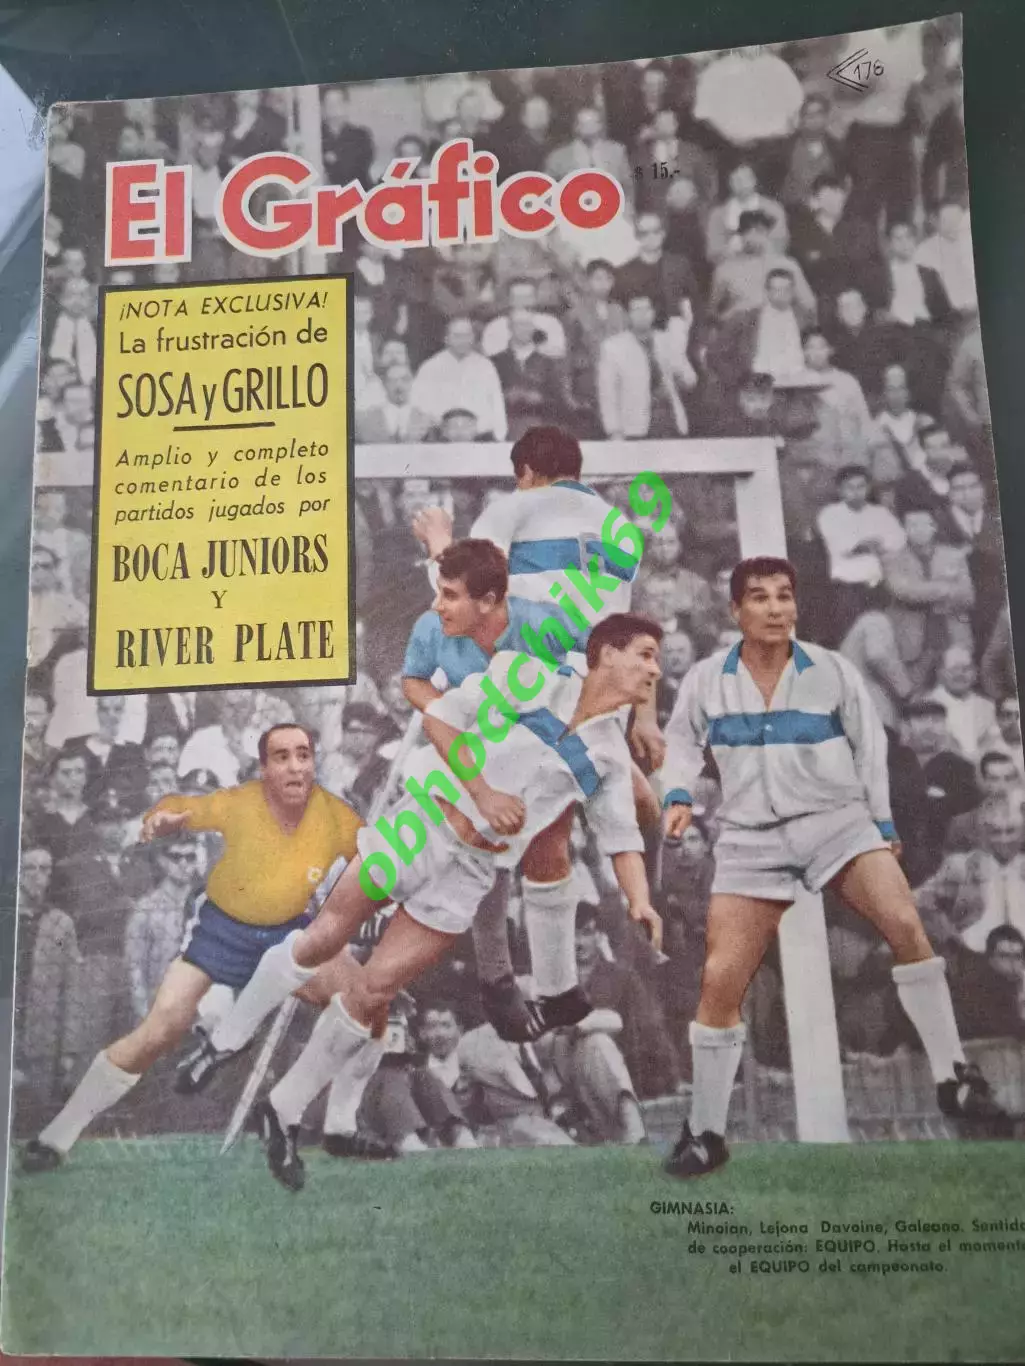 176
El Gráfico
$ 15.-
¡NOTA EXCLUSIVA!
La frustración de
SOSA y GRILLO
Amplio y completo
comentario de los
partidos jugados por
BOCA JUNIORS
Y
RIVER PLATE
obhodchik69
GIMNASIA:
Minoian, Lejona Davoine, Galeano. Sentido
de cooperación: EQUIPO. Hasta el momento
el EQUIPO del campeonato.